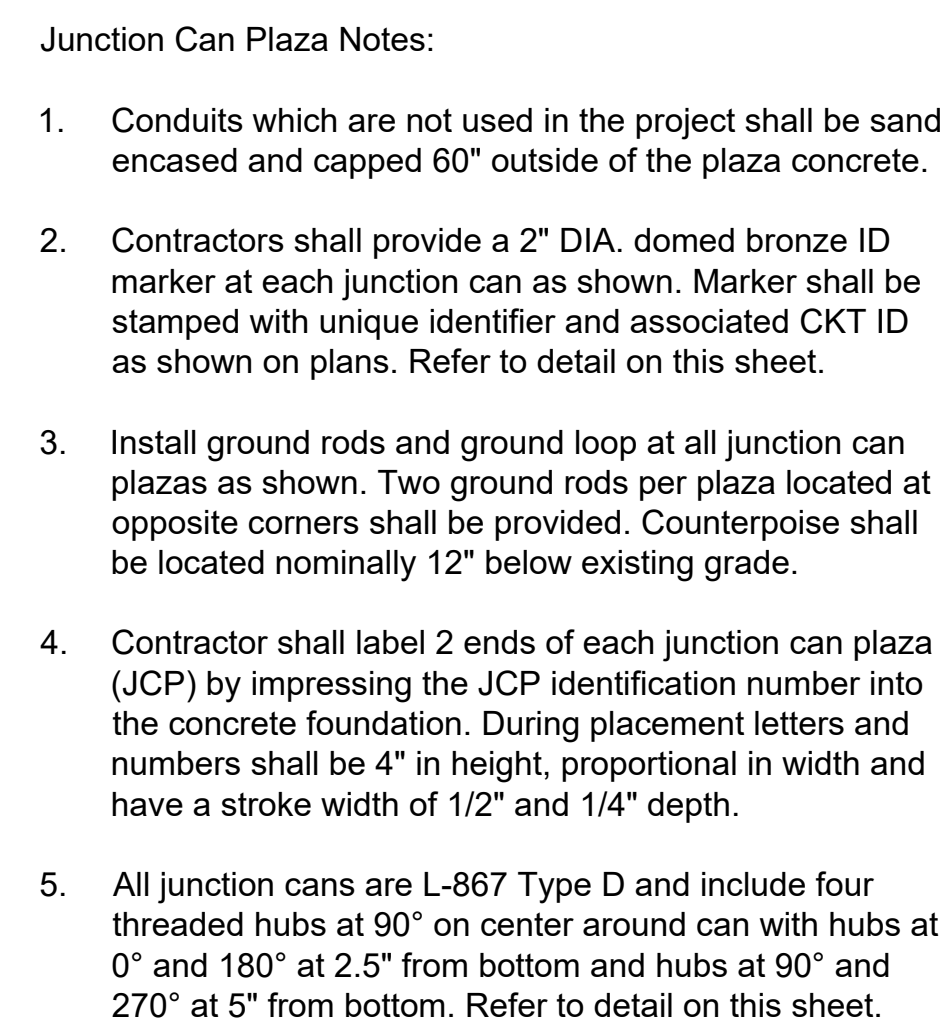 Junction Can Plaza Notes:
1. Conduits which are not used in the project shall be sand
encased and capped 60" outside of the plaza concrete.
2. Contractors shall provide a 2" DIA. domed bronze ID
marker at each junction can as shown. Marker shall be
stamped with unique identifier and associated CKT ID
as shown on plans. Refer to detail on this sheet.
3. Install ground rods and ground loop at all junction can
plazas as shown. Two ground rods per plaza located at
opposite corners shall be provided. Counterpoise shall
be located nominally 12" below existing grade.
4. Contractor shall label 2 ends of each junction can plaza
(JCP) by impressing the JCP identification number into
the concrete foundation. During placement letters and
numbers shall be 4" in height, proportional in width and
have a stroke width of 1/2" and 1/4" depth.
5. All junction cans are L-867 Type D and include four
threaded hubs at 90° on center around can with hubs at
0° and 180° at 2.5" from bottom and hubs at 90° and
270° at 5" from bottom. Refer to detail on this sheet.